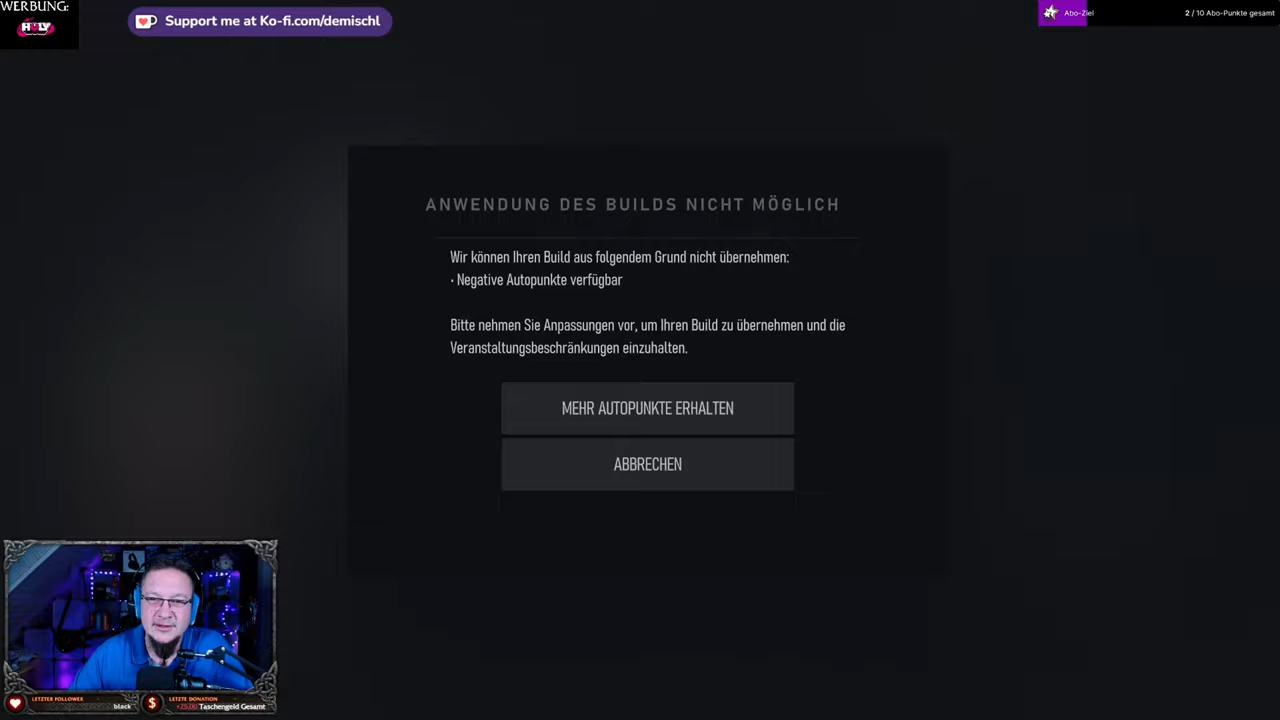 WERBUNG:
HOLY
Support me at Ko-fi.com/demischl
Abo-Ziel
2 / 10 Abo-Punkte gesamt
ANWENDUNG DES BUILDS NICHT MÖGLICH
Wir können Ihren Build aus folgendem Grund nicht übernehmen:
• Negative Autopunkte verfügbar
Bitte nehmen Sie Anpassungen vor, um Ihren Build zu übernehmen und die
Veranstaltungsbeschränkungen einzuhalten.
MEHR AUTOPUNKTE ERHALTEN
ABBRECHEN
LETZTER FOLLOWER
black
LETZTE DONATION
Taschengeld Gesamt